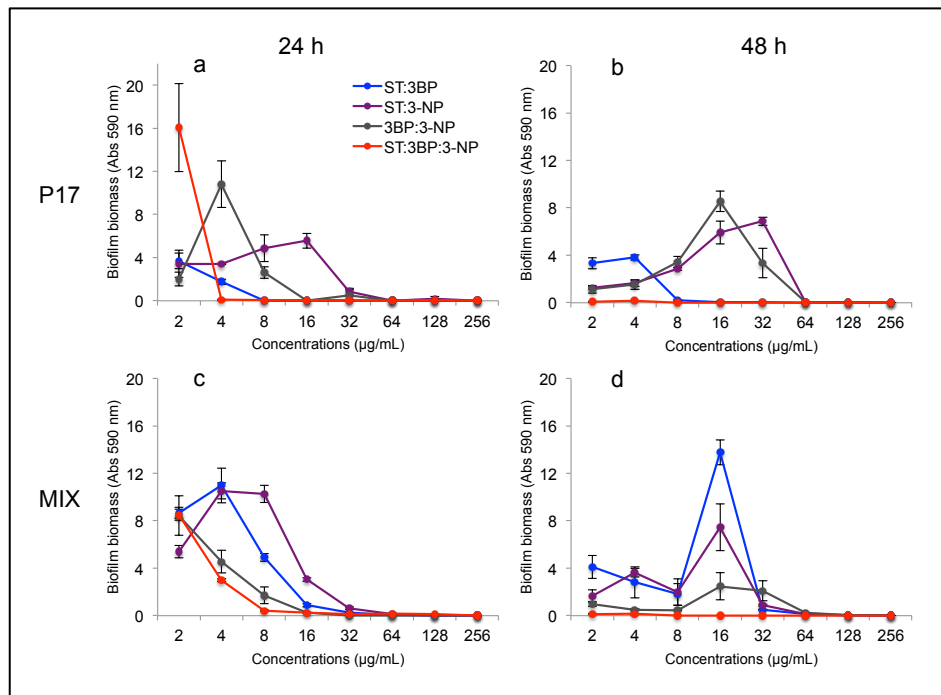 24 h
48 h
a
b
P17
Biofilm biomass (Abs 590 nm)
20
16
12
8
4
0
2 4 8 16 32 64 128 256
Concentrations (µg/mL)
ST:3BP
ST:3-NP
3BP:3-NP
ST:3BP:3-NP
Biofilm biomass (Abs 590 nm)
20
16
12
8
4
0
2 4 8 16 32 64 128 256
Concentrations (µg/mL)
c
d
MIX
Biofilm biomass (Abs 590 nm)
20
16
12
8
4
0
2 4 8 16 32 64 128 256
Concentrations (µg/mL)
Biofilm biomass (Abs 590 nm)
20
16
12
8
4
0
2 4 8 16 32 64 128 256
Concentrations (µg/mL)